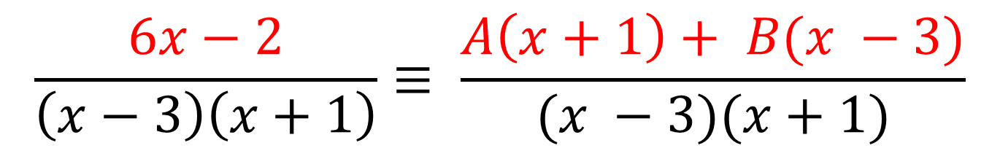 6x − 2 / (x − 3)(x + 1) ≡ A(x + 1) + B(x − 3) / (x − 3)(x + 1)